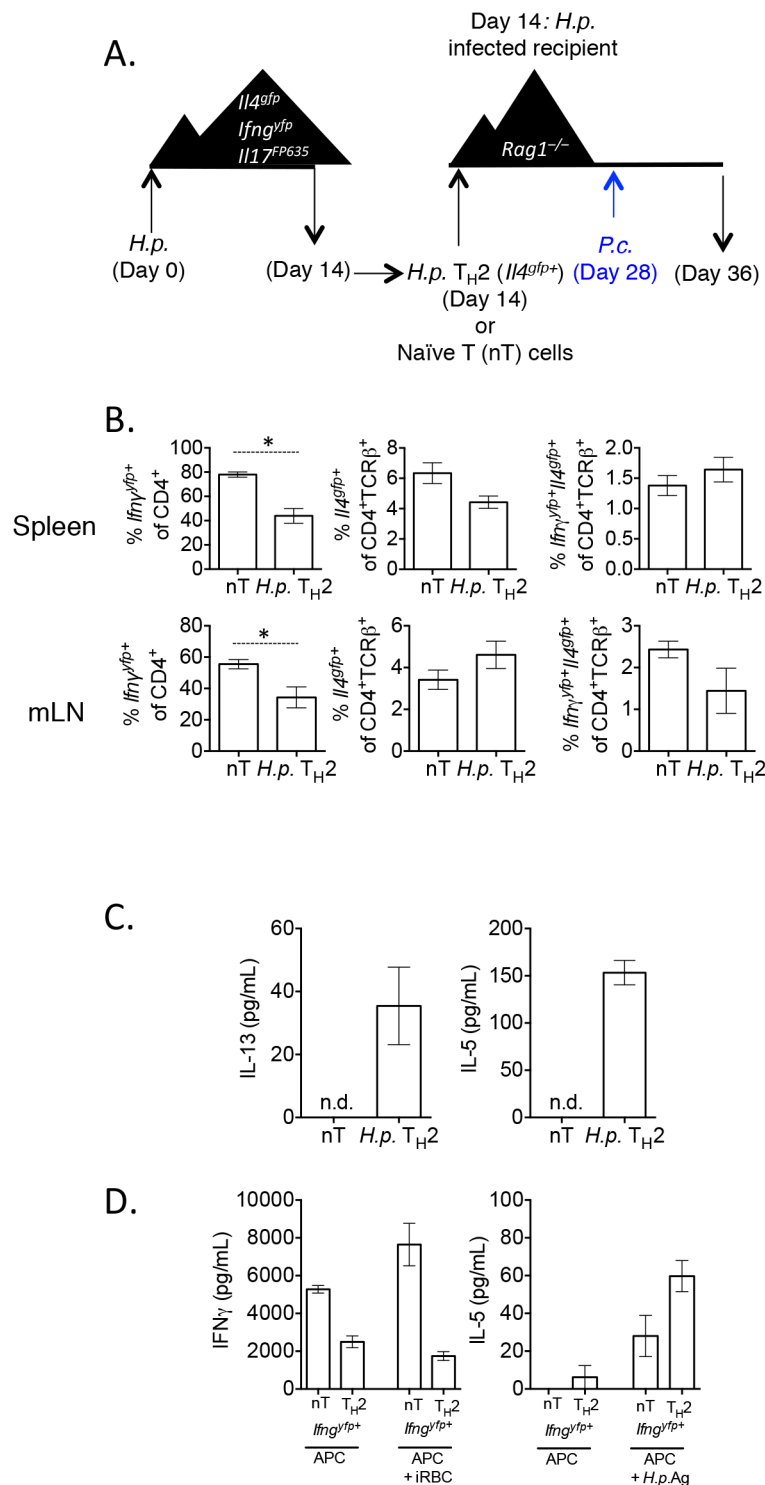 A.
Day 14: H.p.
infected recipient
Il4gfp
Ifngyfp
Il17FP635
Rag1–/–
H.p.
(Day 0)
(Day 14)
H.p. TH2 (Il4gfp+)
(Day 14)
or
Naïve T (nT) cells
P.c.
(Day 28)
(Day 36)
B.
Spleen
% Ifnγyfp+
of CD4+
100
80
60
40
20
0
*
nT H.p. TH2
% Il4gfp+
of CD4+TCRβ+
8
6
4
2
0
nT H.p. TH2
% Ifnγyfp+Il4gfp+
of CD4+TCRβ+
2.0
1.5
1.0
0.5
0.0
nT H.p. TH2
mLN
% Ifnγyfp+
of CD4+
80
60
40
20
0
*
nT H.p. TH2
% Il4gfp+
of CD4+TCRβ+
6
4
2
0
nT H.p. TH2
% Ifnγyfp+Il4gfp+
of CD4+TCRβ+
3
2
1
0
nT H.p. TH2
C.
IL-13 (pg/mL)
60
40
20
0
n.d.
nT H.p. TH2
IL-5 (pg/mL)
200
150
100
50
0
n.d.
nT H.p. TH2
D.
IFNγ (pg/mL)
10000
8000
6000
4000
2000
0
nT TH2 nT TH2
Ifngyfp+ Ifngyfp+
APC APC
+ iRBC
IL-5 (pg/mL)
100
80
60
40
20
0
nT TH2 nT TH2
Ifngyfp+ Ifngyfp+
APC APC
+ H.p.Ag